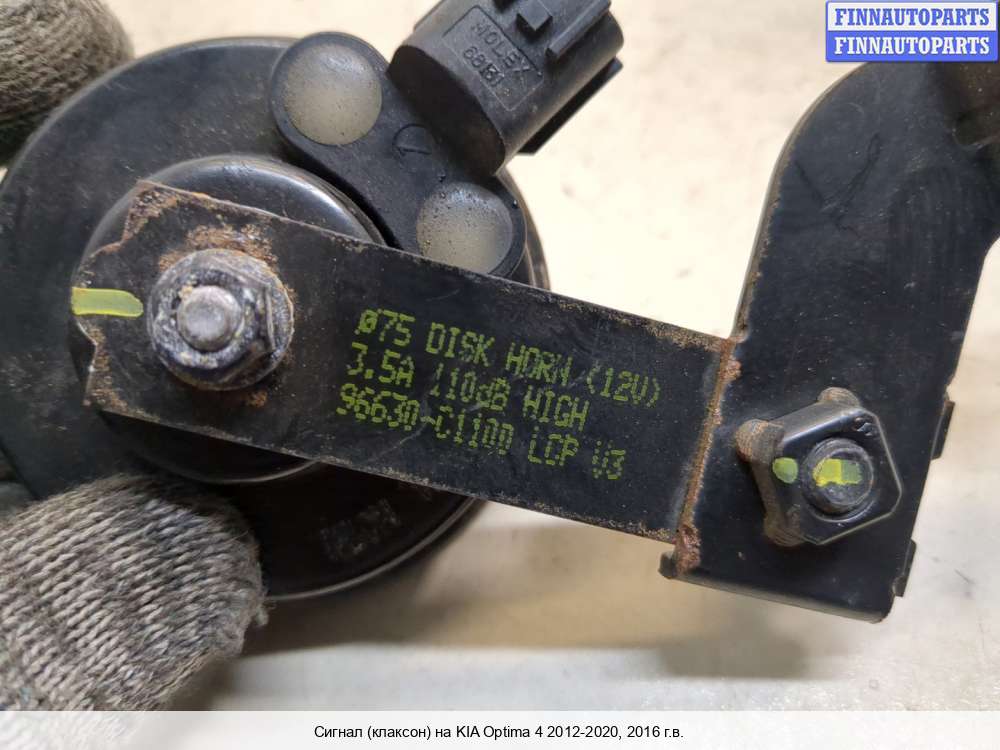 FINNAUTOPARTS
FINNAUTOPARTS
MOLEX
Ø75 DISK HORN (12V)
3.5A 110dB HIGH
96630-C1100 LCP V3
Сигнал (клаксон) на KIA Optima 4 2012-2020, 2016 г.в.